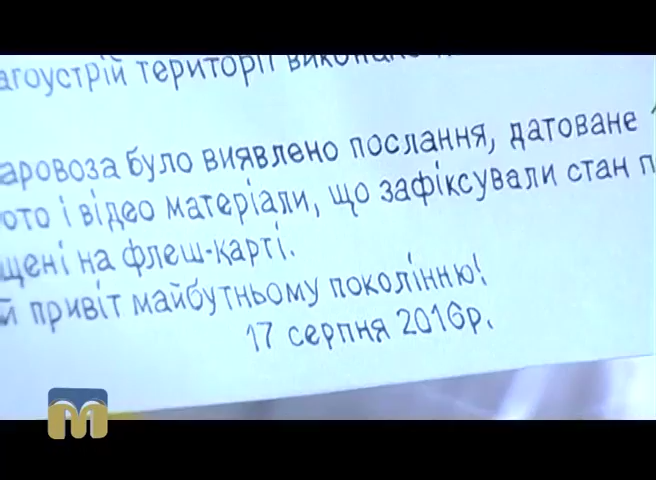 агоустрій території
аровоза було виявлено послання, датоване
ото і відео матеріали, що зафіксували стан п
щені на флеш-карті.
й привіт майбутньому поколінню!
17 серпня 2016р.